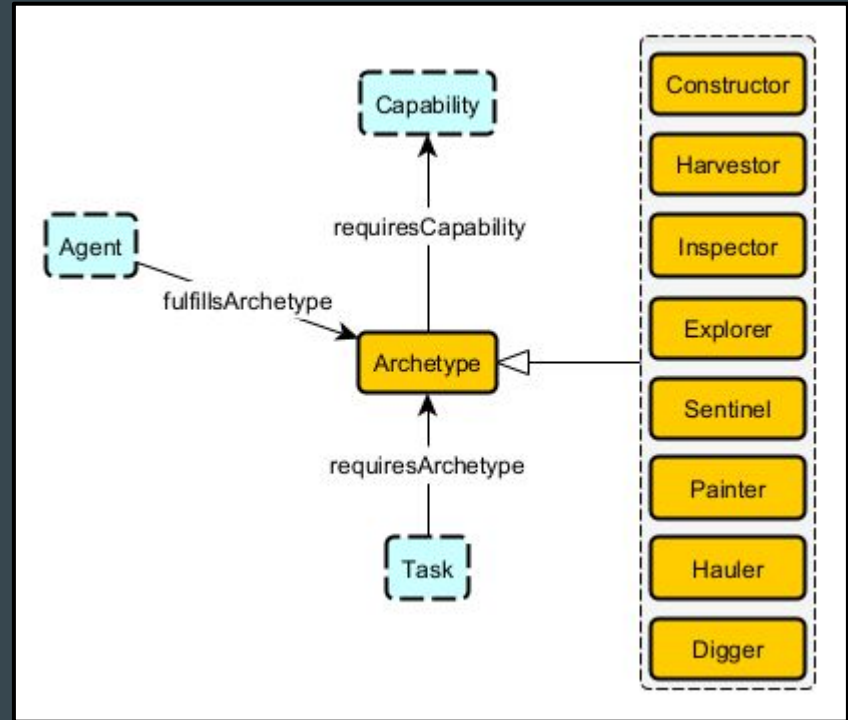 Capability
requiresCapability
Agent
fulfillsArchetype
Archetype
requiresArchetype
Task
Constructor
Harvestor
Inspector
Explorer
Sentinel
Painter
Hauler
Digger